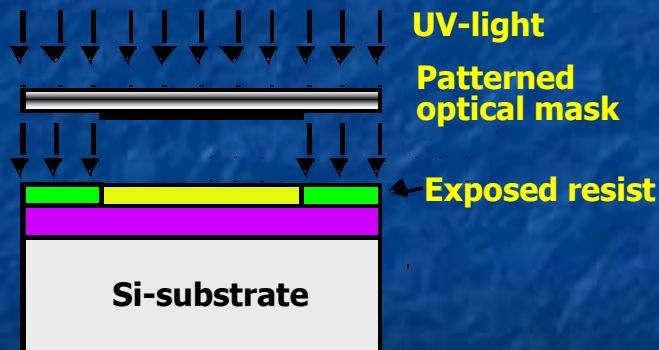 UV-light
Patterned
optical mask
Exposed resist
Si-substrate